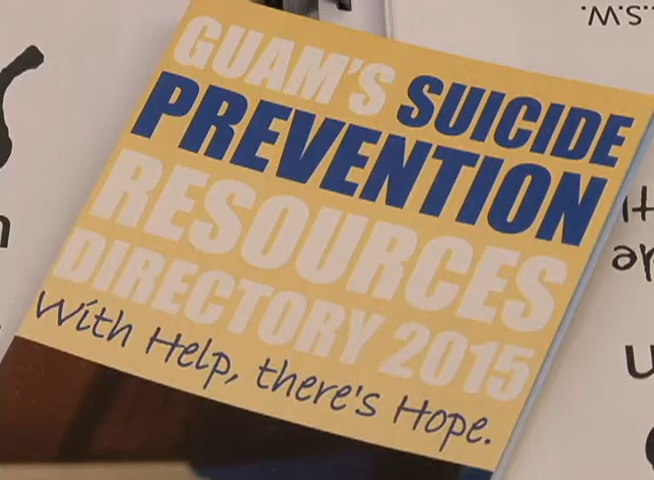 GUAM'S SUICIDE
PREVENTION
RESOURCES
DIRECTORY 2015
With Help, there's Hope.
.M.S.W.